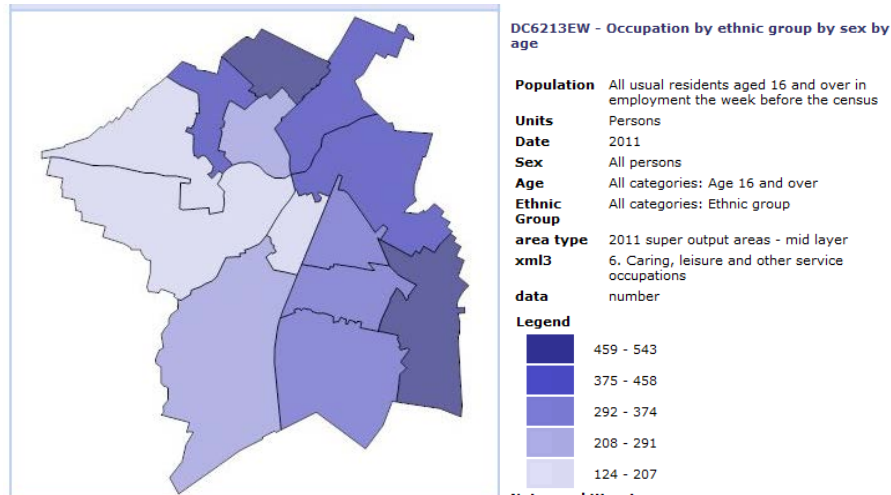 DC6213EW - Occupation by ethnic group by sex by
age
Population All usual residents aged 16 and over in
employment the week before the census
Units Persons
Date 2011
Sex All persons
Age All categories: Age 16 and over
Ethnic All categories: Ethnic group
Group
area type 2011 super output areas - mid layer
xml3 6. Caring, leisure and other service
occupations
data number
Legend
459 - 543
375 - 458
292 - 374
208 - 291
124 - 207